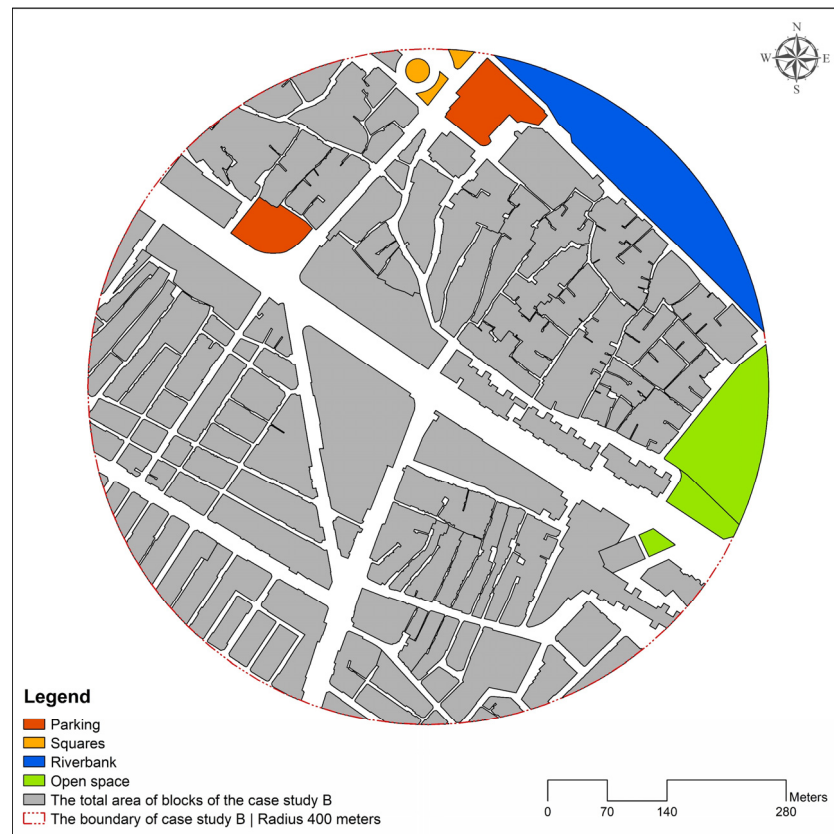 N
W E
S
Legend
Parking
Squares
Riverbank
Open space
The total area of blocks of the case study B
The boundary of case study B | Radius 400 meters
Meters
0 70 140 280